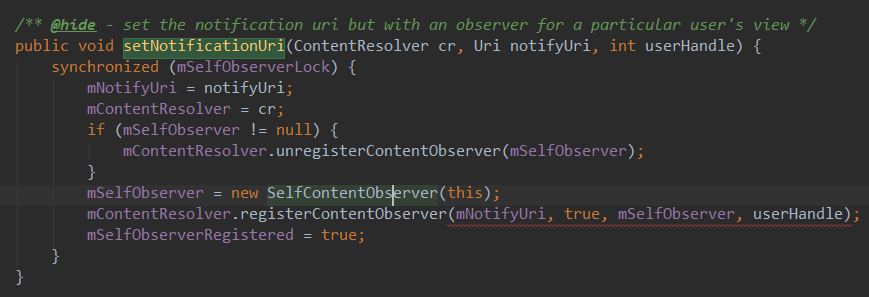 /** @hide - set the notification uri but with an observer for a particular user's view */
public void setNotificationUri(ContentResolver cr, Uri notifyUri, int userHandle) {
synchronized (mSelfObserverLock) {
mNotifyUri = notifyUri;
mContentResolver = cr;
if (mSelfObserver != null) {
mContentResolver.unregisterContentObserver(mSelfObserver);
}
mSelfObserver = new SelfContentObserver(this);
mContentResolver.registerContentObserver(mNotifyUri, true, mSelfObserver, userHandle);
mSelfObserverRegistered = true;
}
}